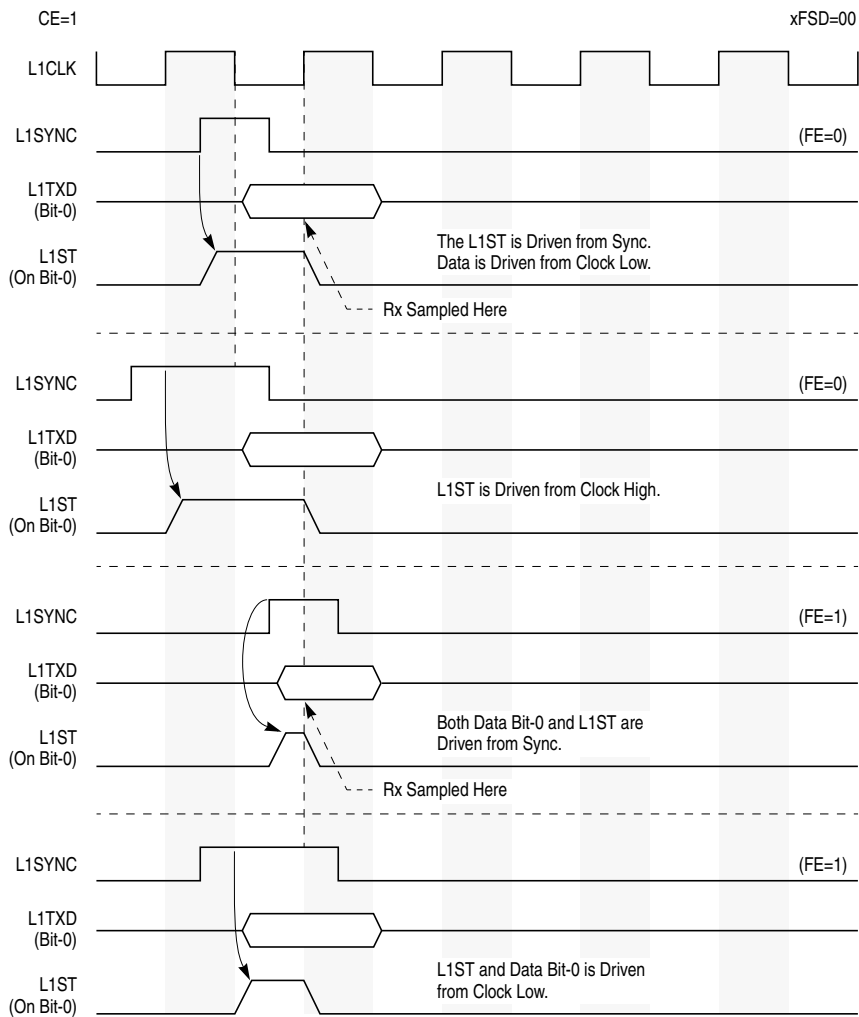 CE=1 xFSD=00
L1CLK
L1SYNC (FE=0)
L1TXD
(Bit-0)
The L1ST is Driven from Sync.
Data is Driven from Clock Low.
L1ST
(On Bit-0)
Rx Sampled Here
L1SYNC (FE=0)
L1TXD
(Bit-0)
L1ST is Driven from Clock High.
L1ST
(On Bit-0)
L1SYNC (FE=1)
L1TXD
(Bit-0)
Both Data Bit-0 and L1ST are
Driven from Sync.
L1ST
(On Bit-0)
Rx Sampled Here
L1SYNC (FE=1)
L1TXD
(Bit-0)
L1ST and Data Bit-0 is Driven
from Clock Low.
L1ST
(On Bit-0)